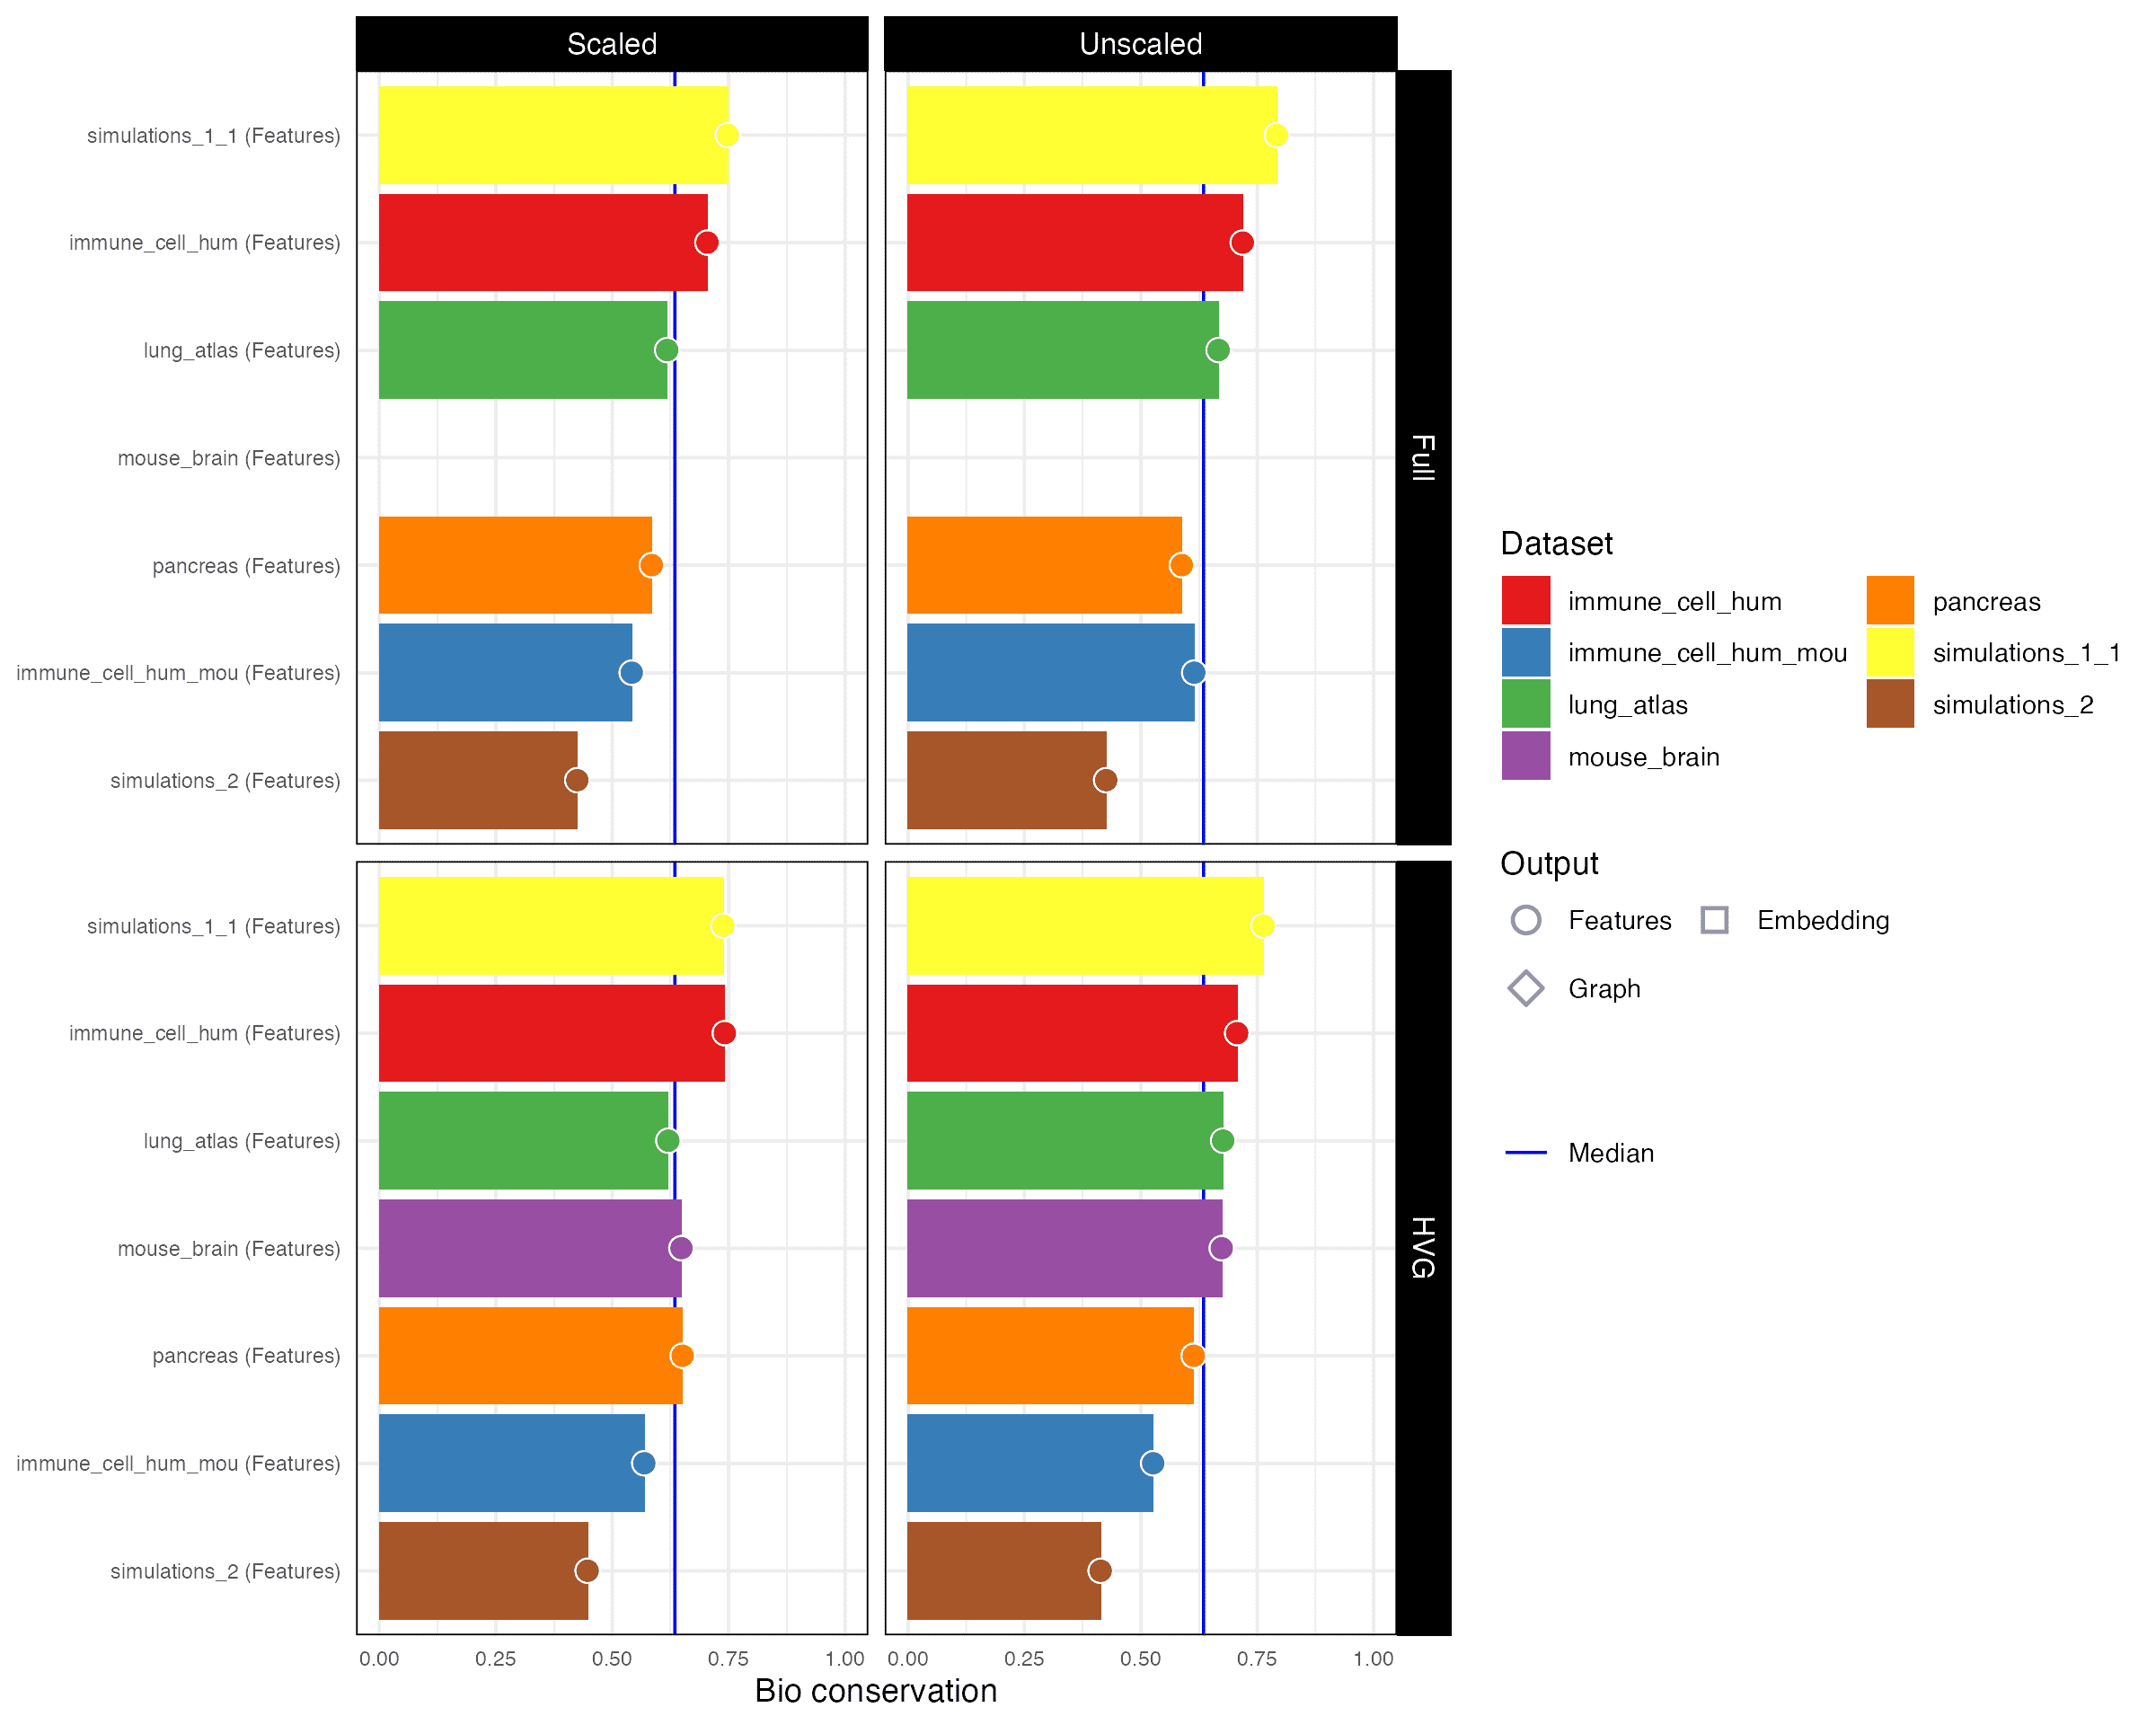 Scaled
Unscaled
simulations_1_1 (Features)
immune_cell_hum (Features)
lung_atlas (Features)
mouse_brain (Features)
pancreas (Features)
immune_cell_hum_mou (Features)
simulations_2 (Features)
Full
simulations_1_1 (Features)
immune_cell_hum (Features)
lung_atlas (Features)
mouse_brain (Features)
pancreas (Features)
immune_cell_hum_mou (Features)
simulations_2 (Features)
HVG
0.00 0.25 0.50 0.75 1.00
0.00 0.25 0.50 0.75 1.00
Bio conservation
Dataset
immune_cell_hum
immune_cell_hum_mou
lung_atlas
mouse_brain
pancreas
simulations_1_1
simulations_2
Output
Features
Embedding
Graph
Median